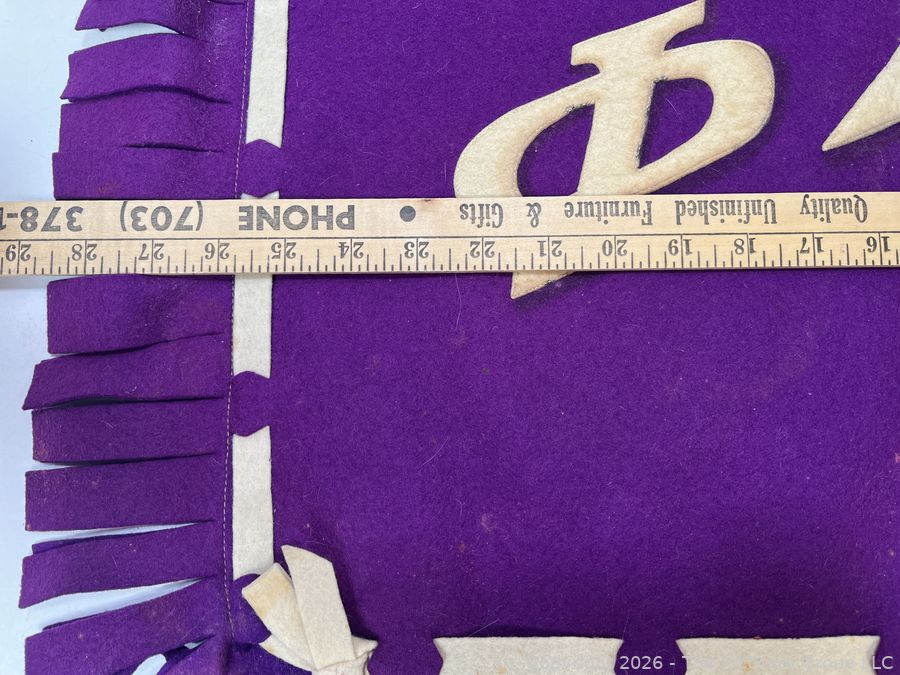 Quality Unfinished Furniture & Gifts PHONE (703) 378-
16 17 18 19 20 21 22 23 24 25 26 27 28 29
Φ
2026
LLC